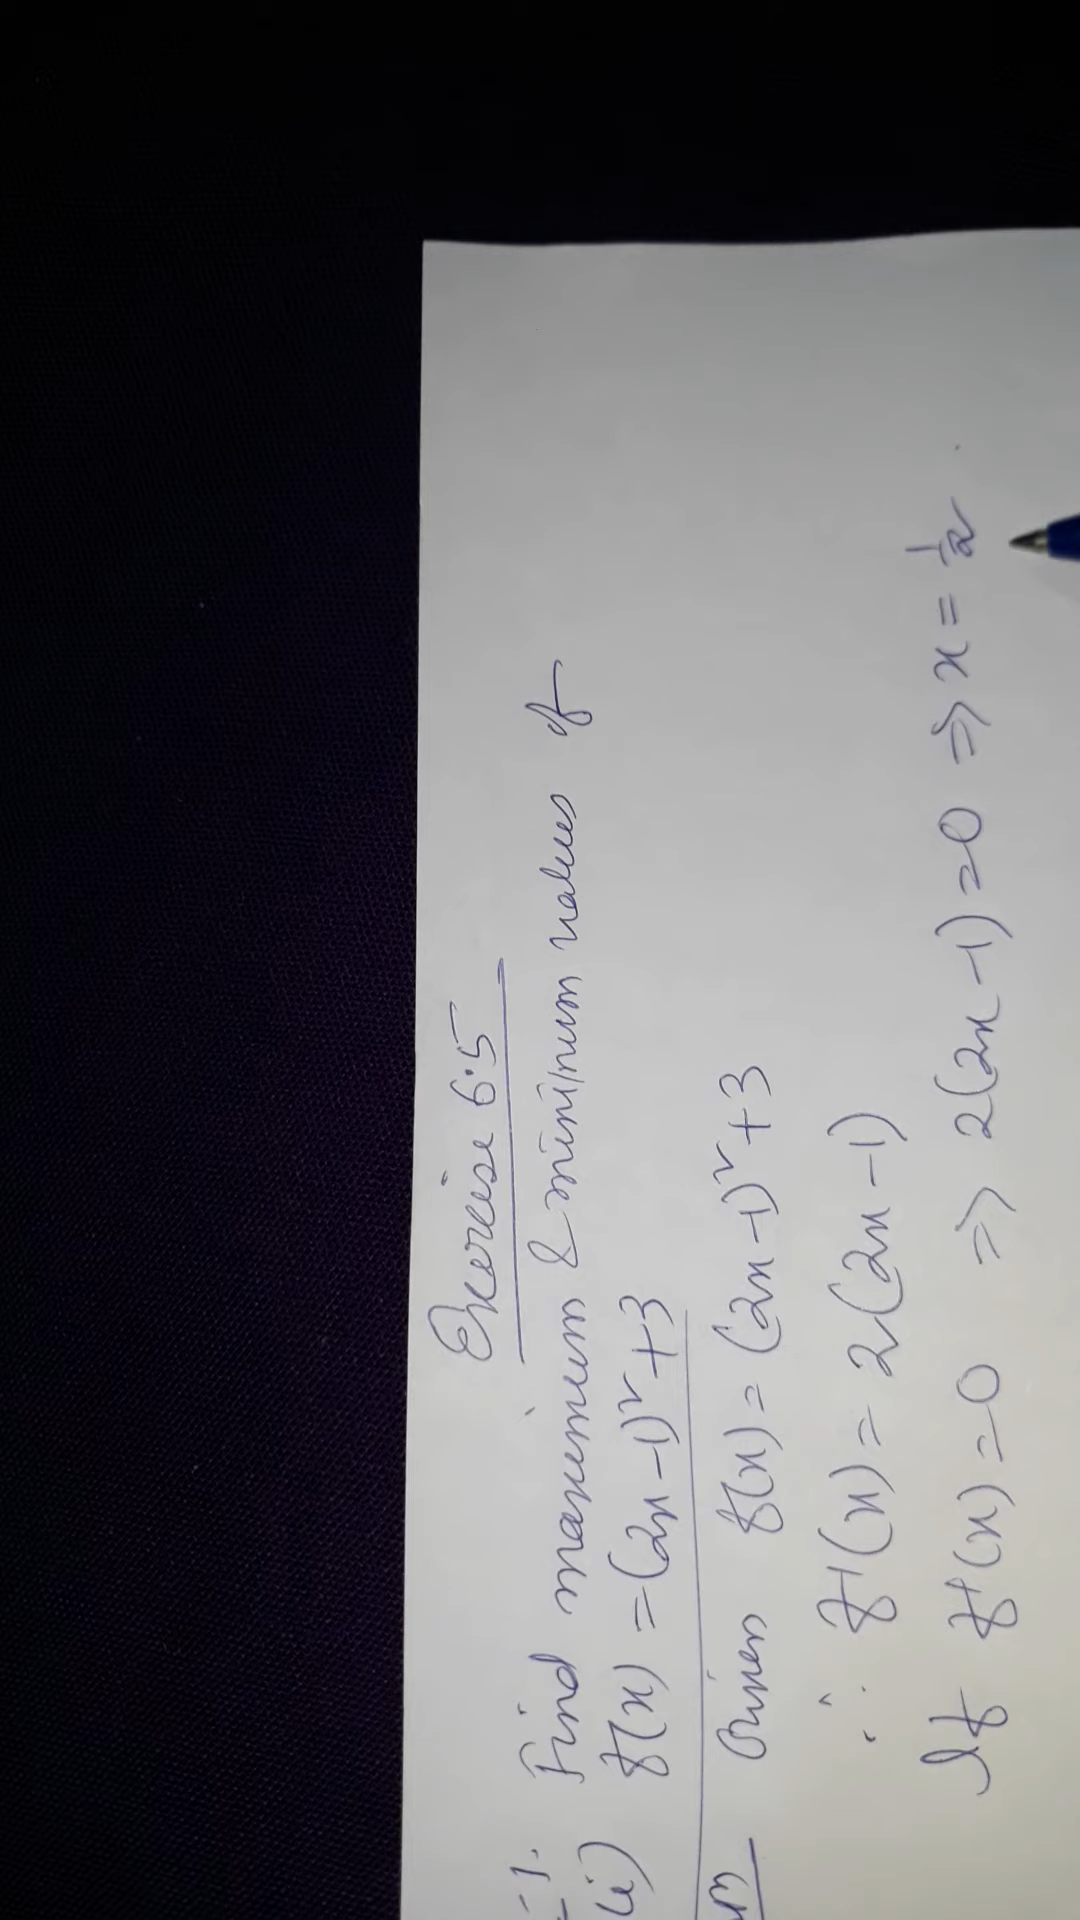 Exercise 6.5
-1. Find maximum & minimum values of
(i) f(x) = (2x-1)² + 3
Given f(x) = (2x-1)² + 3
∴ f'(x) = 2(2x-1)
If f'(x) = 0 ⇒ 2(2x-1) = 0 ⇒ x = 1/2